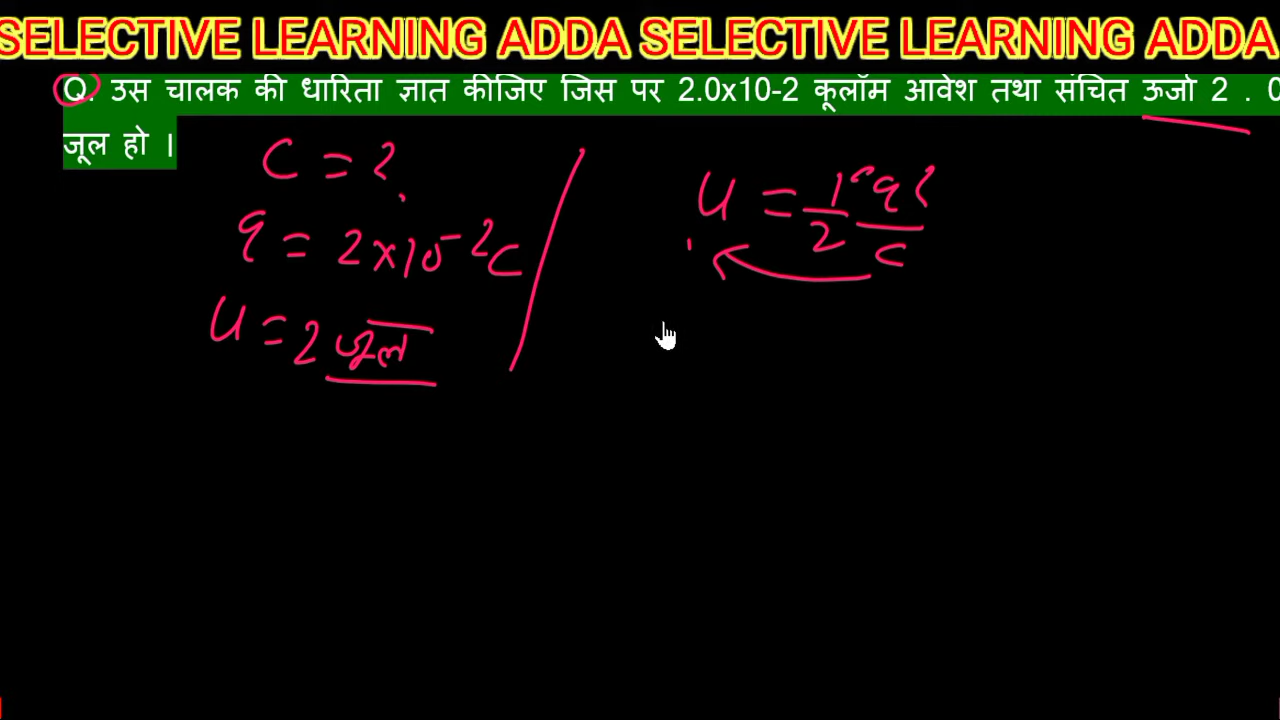 SELECTIVE LEARNING ADDA SELECTIVE LEARNING ADDA
Q. उस चालक की धारिता ज्ञात कीजिए जिस पर 2.0x10-2 कूलॉम आवेश तथा संचित ऊर्जा 2 . 0
जूल हो ।
C = ?
q = 2×10⁻²C
U = 2 जूल
U = 1/2 q²/C